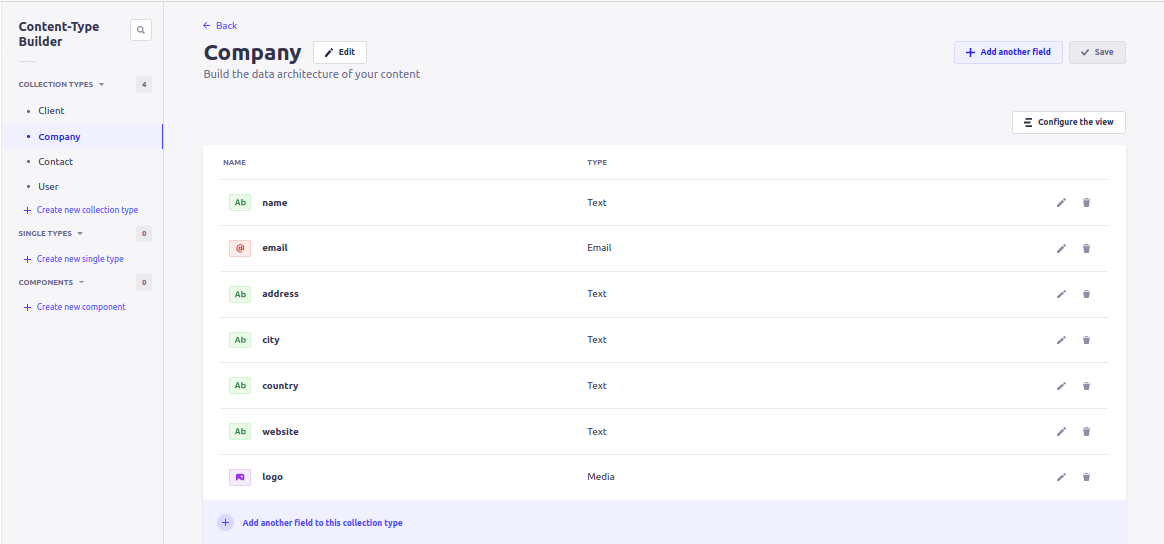 Content-Type
Builder
COLLECTION TYPES 4
Client
Company
Contact
User
Create new collection type
SINGLE TYPES 0
Create new single type
COMPONENTS 0
Create new component
Back
Company
Edit
Add another field
Save
Build the data architecture of your content
Configure the view
NAME TYPE
Ab name Text
@ email Email
Ab address Text
Ab city Text
Ab country Text
Ab website Text
logo Media
Add another field to this collection type